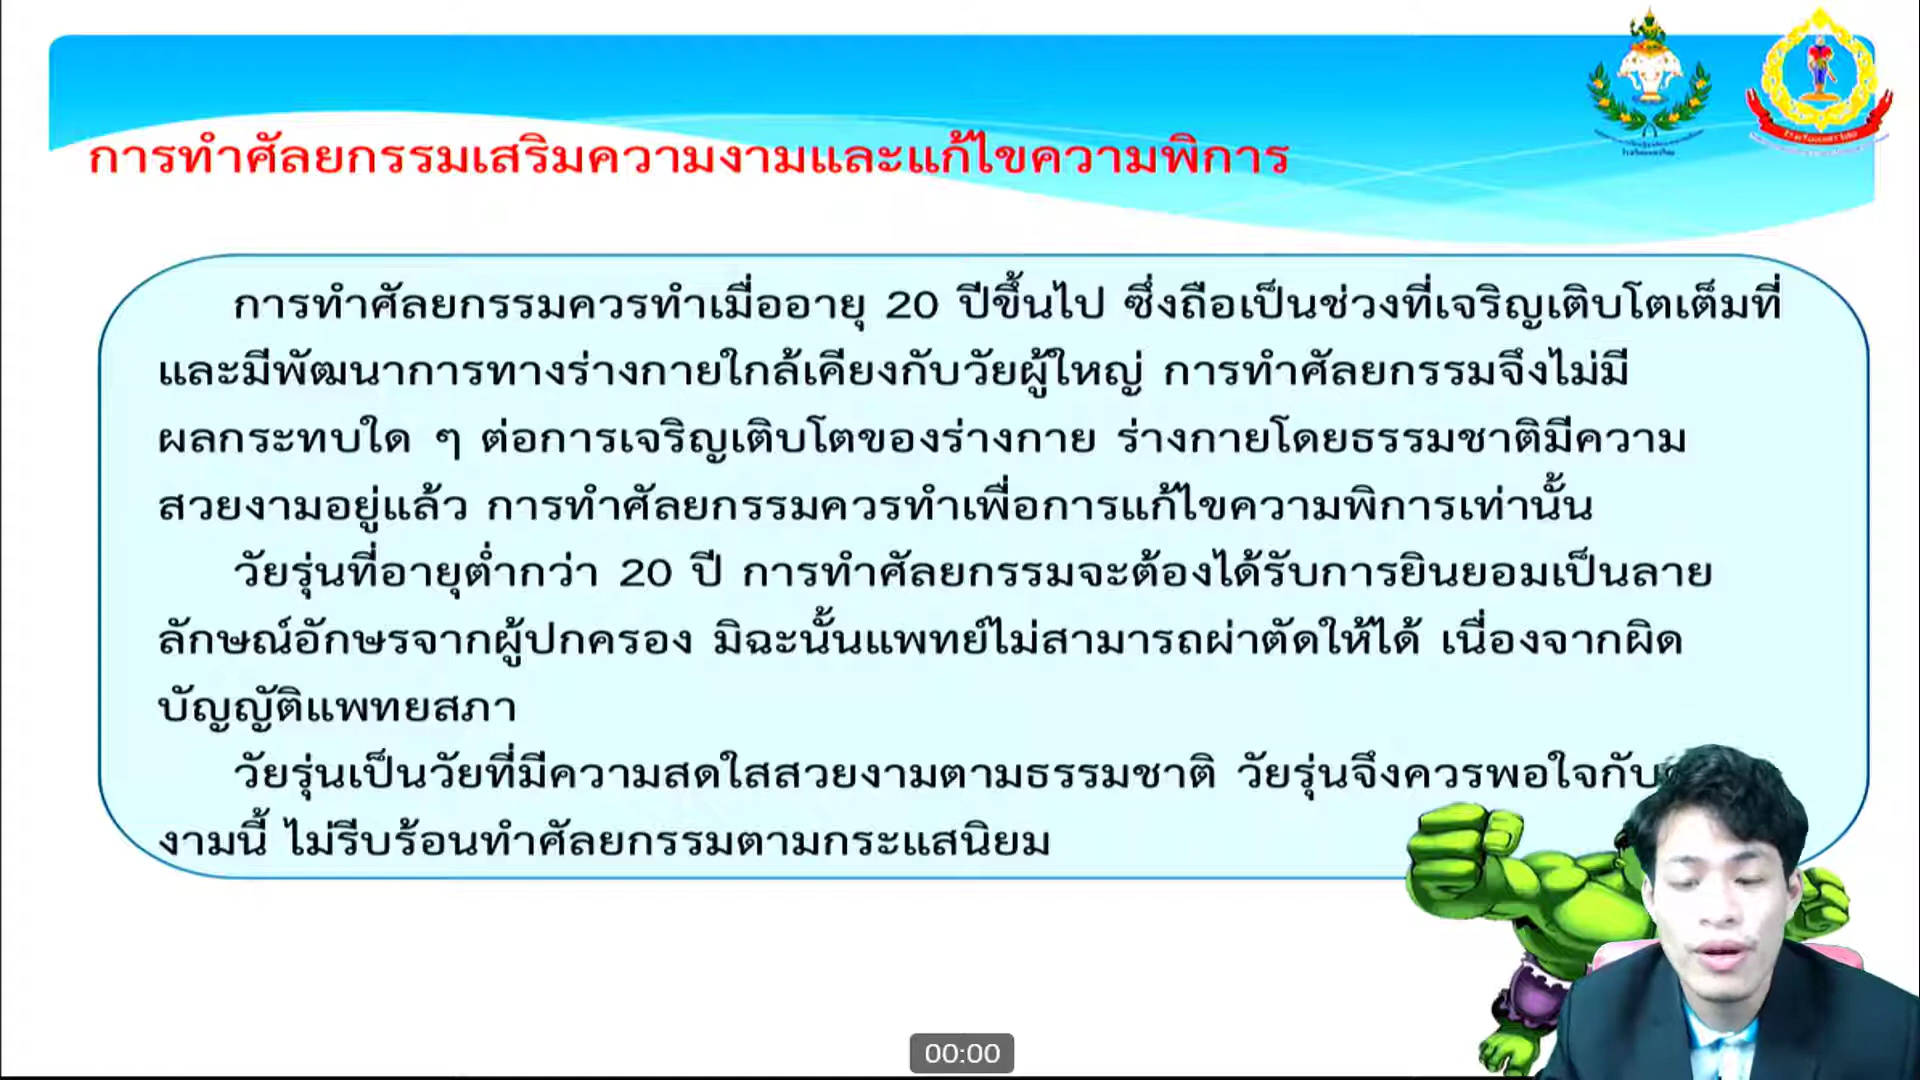 การทำศัลยกรรมเสริมความงามและแก้ไขความพิการ
การทำศัลยกรรมควรทำเมื่ออายุ 20 ปีขึ้นไป ซึ่งถือเป็นช่วงที่เจริญเติบโตเต็มที่
และมีพัฒนาการทางร่างกายใกล้เคียงกับวัยผู้ใหญ่ การทำศัลยกรรมจึงไม่มี
ผลกระทบใด ๆ ต่อการเจริญเติบโตของร่างกาย ร่างกายโดยธรรมชาติมีความ
สวยงามอยู่แล้ว การทำศัลยกรรมควรทำเพื่อการแก้ไขความพิการเท่านั้น
วัยรุ่นที่อายุต่ำกว่า 20 ปี การทำศัลยกรรมจะต้องได้รับการยินยอมเป็นลาย
ลักษณ์อักษรจากผู้ปกครอง มิฉะนั้นแพทย์ไม่สามารถผ่าตัดให้ได้ เนื่องจากผิด
บัญญัติแพทยสภา
วัยรุ่นเป็นวัยที่มีความสดใสสวยงามตามธรรมชาติ วัยรุ่นจึงควรพอใจกับ
งามนี้ ไม่รีบร้อนทำศัลยกรรมตามกระแสนิยม
00:00